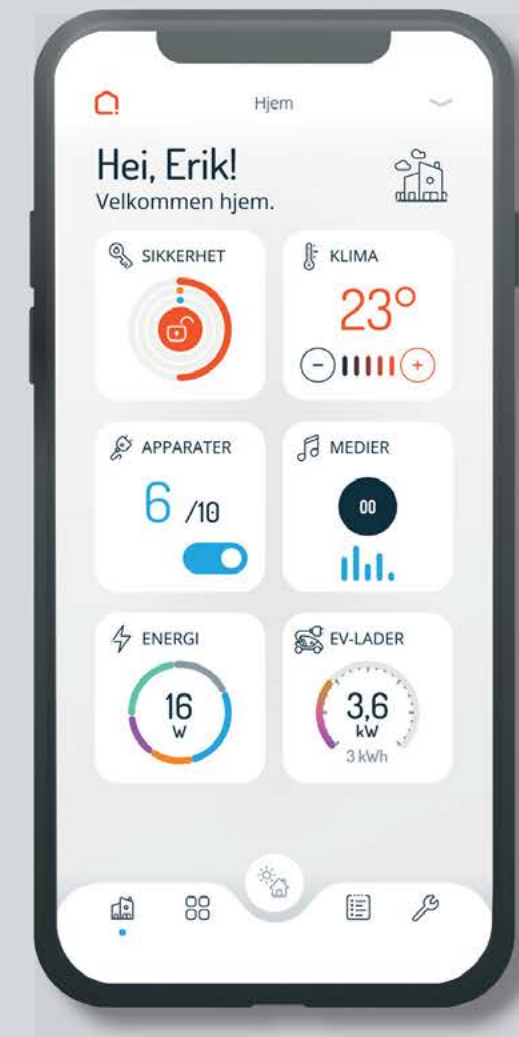 Hjem
Hei, Erik!
Velkommen hjem.
SIKKERHET
KLIMA
23°
APPARATER
6 /10
MEDIER
00
ENERGI
16
W
EV-LADER
3,6
kW
3 kWh